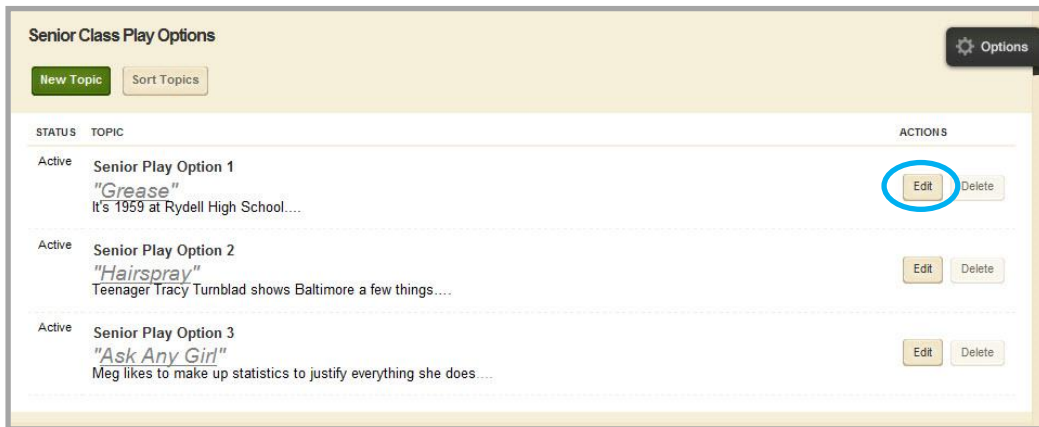 Senior Class Play Options
Options
New Topic Sort Topics
STATUS TOPIC ACTIONS
Active Senior Play Option 1
"Grease"
Edit Delete
It's 1959 at Rydell High School....
Active Senior Play Option 2
"Hairspray"
Edit Delete
Teenager Tracy Turnblad shows Baltimore a few things....
Active Senior Play Option 3
"Ask Any Girl"
Edit Delete
Meg likes to make up statistics to justify everything she does....